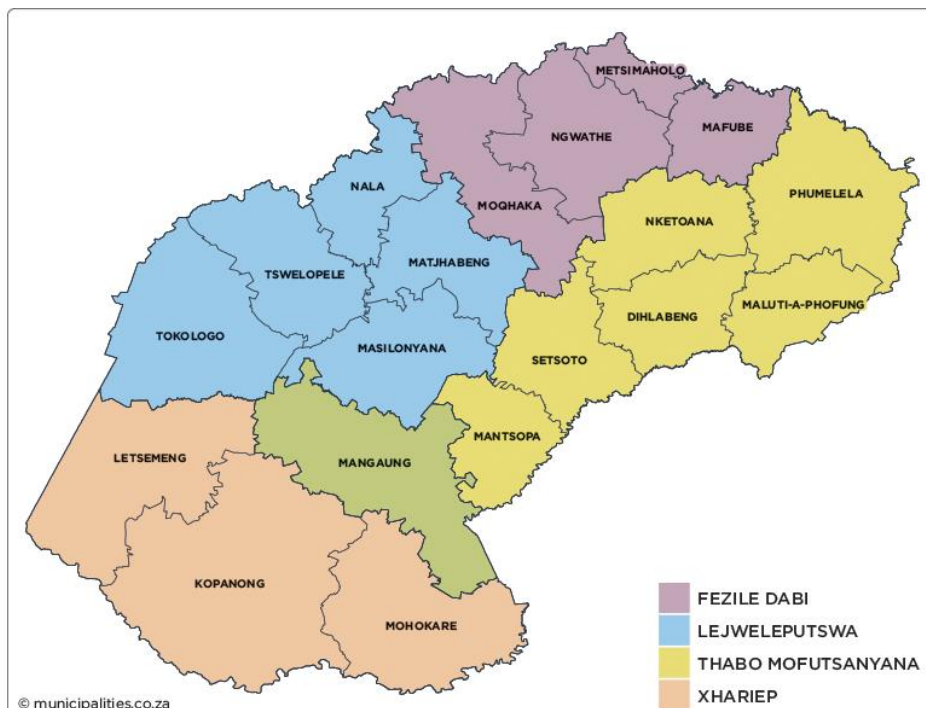 METSIMAHOLO
NGWATHE
MAFUBE
NALA
MOQHAKA
PHUMELELA
NKETOANA
MATJHABENG
TSWELOPELE
MALUTI-A-PHOFUNG
DIHLABENG
TOKOLOGO
MASILONYANA
SETSOTO
MANTSOPA
LETSEMENG
MANGAUNG
KOPANONG
MOHOKARE
FEZILE DABI
LEJWELEPUTSWA
THABO MOFUTSANYANA
XHARIEP
© municipalities.co.za